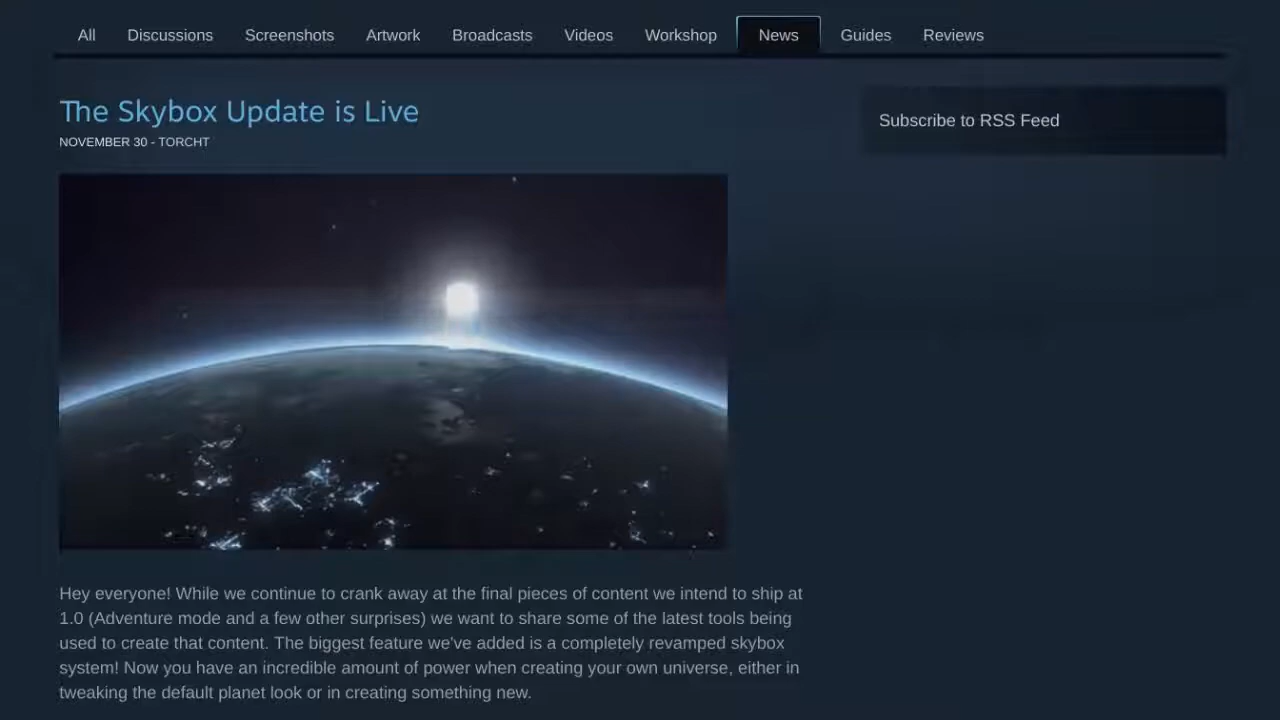 All Discussions Screenshots Artwork Broadcasts Videos Workshop News Guides Reviews
The Skybox Update is Live
NOVEMBER 30 - TORCHT
Subscribe to RSS Feed
Hey everyone! While we continue to crank away at the final pieces of content we intend to ship at
1.0 (Adventure mode and a few other surprises) we want to share some of the latest tools being
used to create that content. The biggest feature we've added is a completely revamped skybox
system! Now you have an incredible amount of power when creating your own universe, either in
tweaking the default planet look or in creating something new.